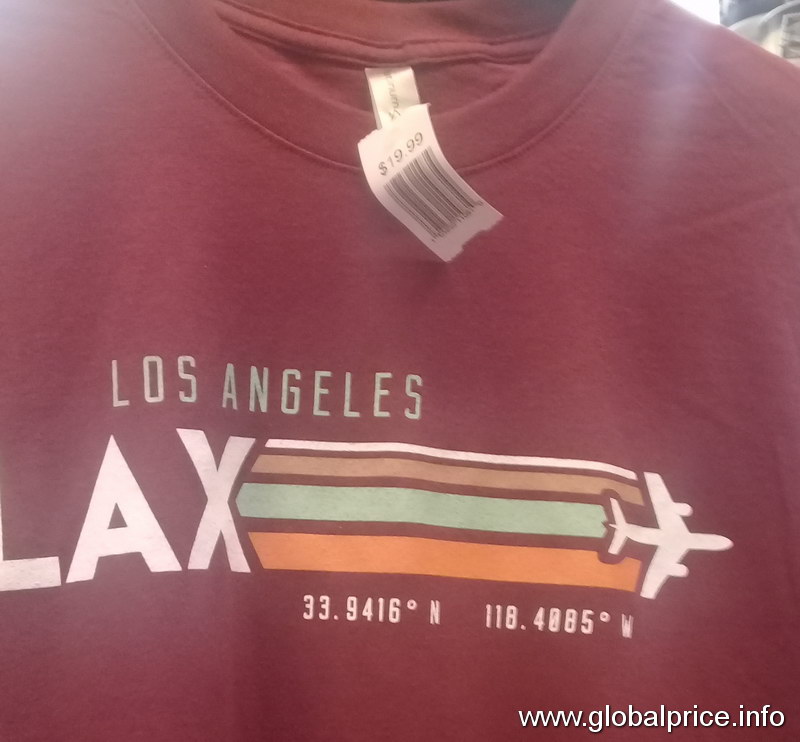 $19.99
LOS ANGELES
LAX
33.9416° N 118.4085° W
www.globalprice.info